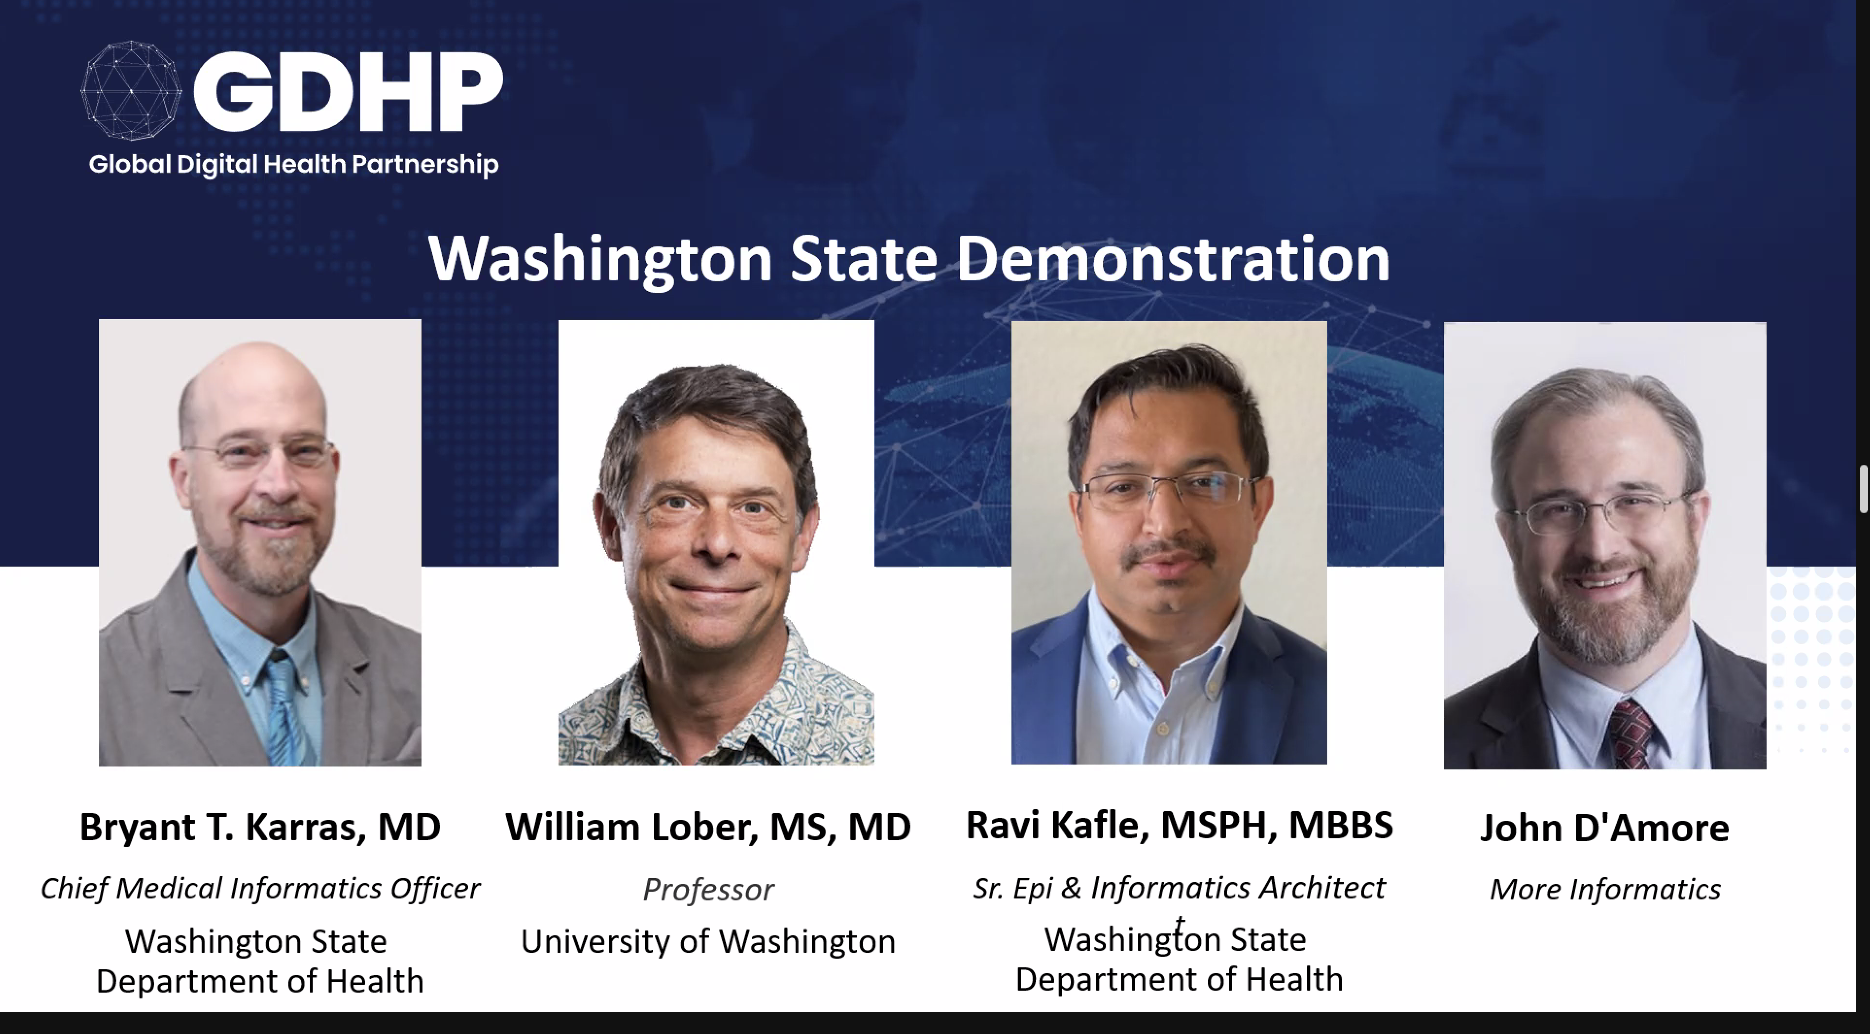 GDHP
Global Digital Health Partnership
Washington State Demonstration
Bryant T. Karras, MD
Chief Medical Informatics Officer
Washington State
Department of Health
William Lober, MS, MD
Professor
University of Washington
Ravi Kafle, MSPH, MBBS
Sr. Epi & Informatics Architect
t
Washington State
Department of Health
John D'Amore
More Informatics